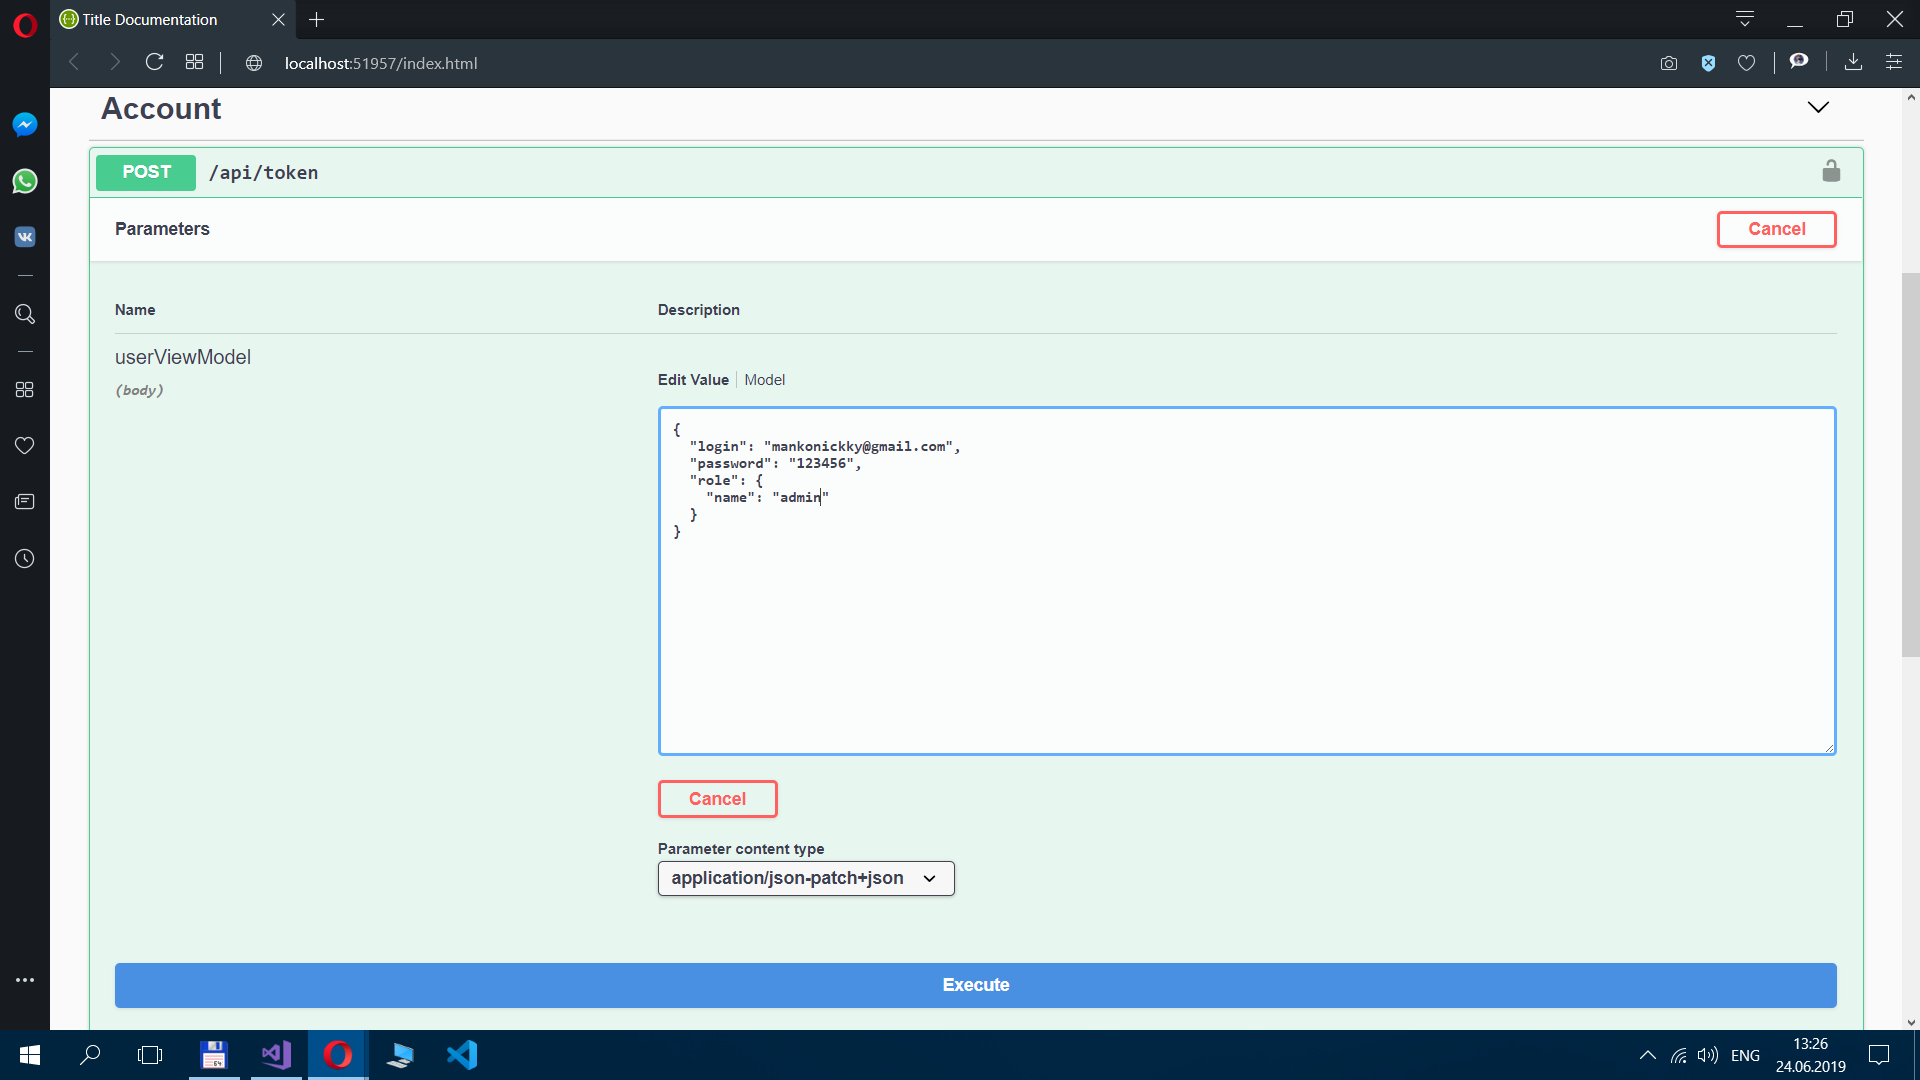 Title Documentation
localhost:51957/index.html
Account
POST /api/token
Parameters
Cancel
Name
Description
userViewModel
(body)
Edit Value
Model
{
"login": "mankonickky@gmail.com",
"password": "123456",
"role": {
"name": "admin"
}
}
Cancel
Parameter content type
application/json-patch+json
Execute
64
ENG
13:26
24.06.2019